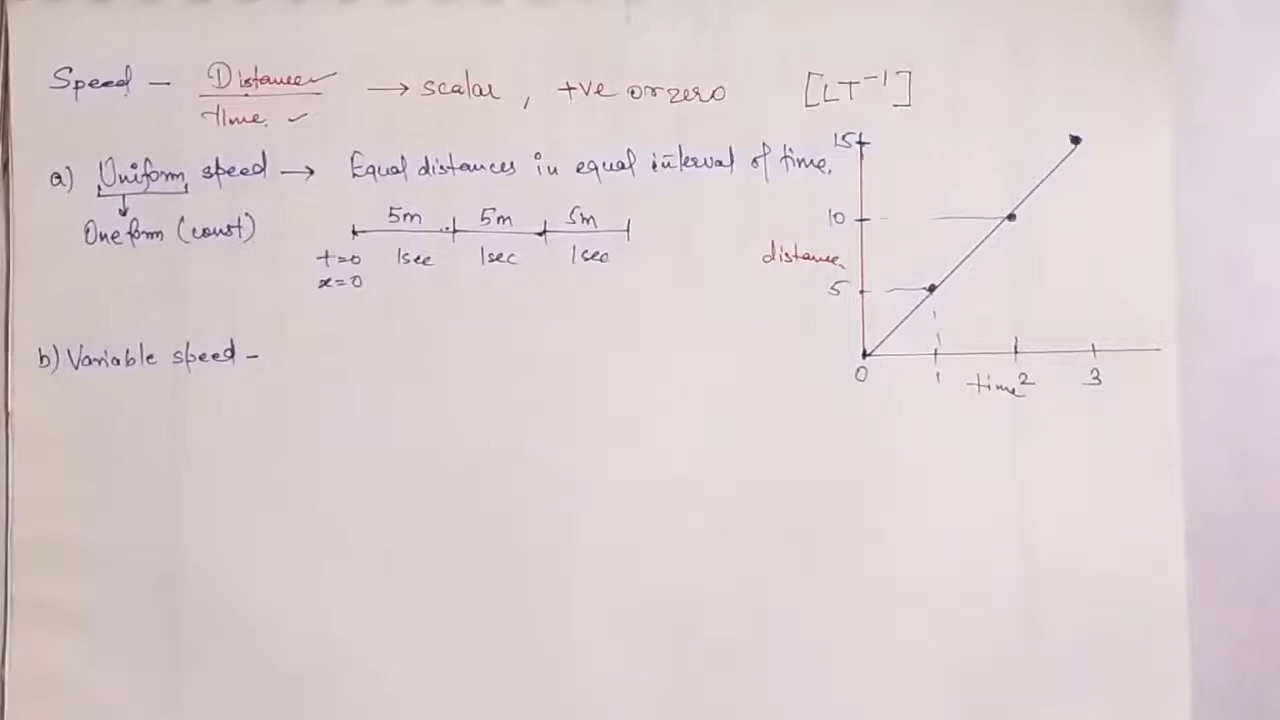 Speed - Distance → scalar, +ve or zero [LT⁻¹]
Time
a) Uniform speed → Equal distances in equal interval of time.
One form (const)
5m 5m 5m
t=0 1sec 1sec 1sec
x=0
b) Variable speed -
15
10
distance
5
0 1 time 2 3